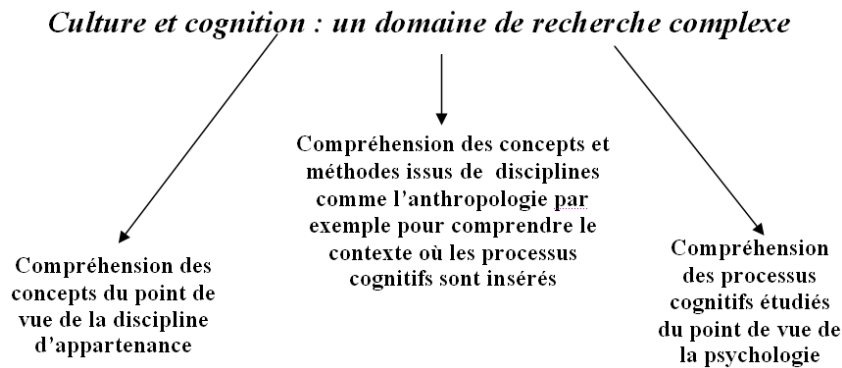 Culture et cognition : un domaine de recherche complexe
Compréhension des concepts et
méthodes issus de disciplines
comme l'anthropologie par
exemple pour comprendre le
contexte où les processus
cognitifs sont insérés
Compréhension des
concepts du point de
vue de la discipline
d'appartenance
Compréhension
des processus
cognitifs étudiés
du point de vue de
la psychologie